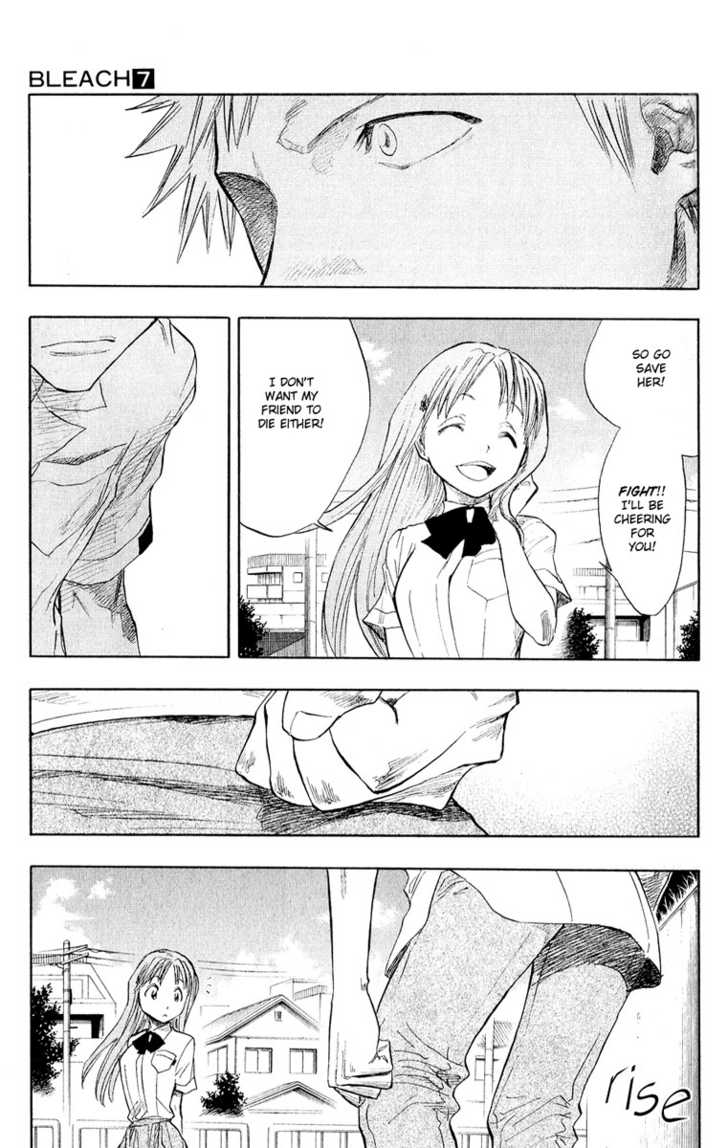 BLEACH 7
SO GO
SAVE
HER!
FIGHT!!
I'LL BE
CHEERING
FOR
YOU!
I DON'T
WANT MY
FRIEND TO
DIE EITHER!
rise